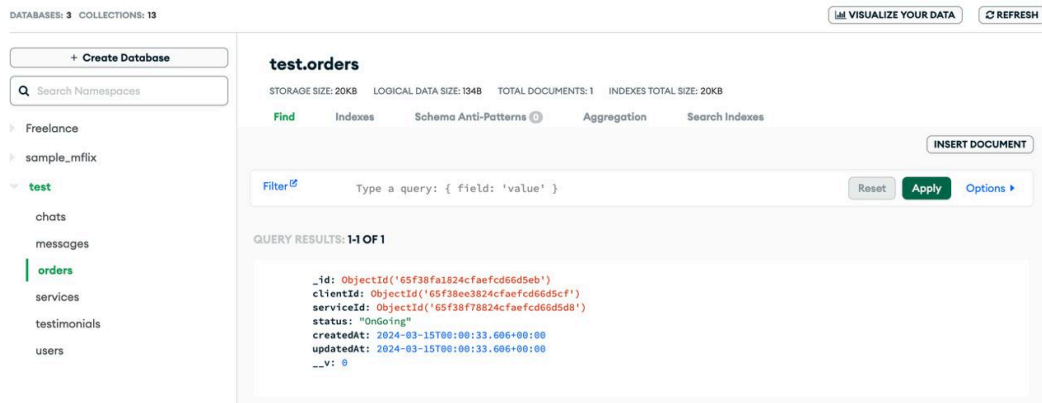 DATABASES: 3 COLLECTIONS: 13
VISUALIZE YOUR DATA
REFRESH
+ Create Database
Search Namespaces
Freelance
sample_mflix
test
chats
messages
orders
services
testimonials
users
test.orders
STORAGE SIZE: 20KB LOGICAL DATA SIZE: 134B TOTAL DOCUMENTS: 1 INDEXES TOTAL SIZE: 20KB
Find Indexes Schema Anti-Patterns 0 Aggregation Search Indexes
INSERT DOCUMENT
Filter Type a query: { field: 'value' } Reset Apply Options
QUERY RESULTS: 1-1 OF 1
_id: ObjectId('65f38fa1824cfaefcd66d5eb')
clientId: ObjectId('65f38ee3824cfaefcd66d5cf')
serviceId: ObjectId('65f38f78824cfaefcd66d5d8')
status: "OnGoing"
createdAt: 2024-03-15T00:00:33.606+00:00
updatedAt: 2024-03-15T00:00:33.606+00:00
__v: 0